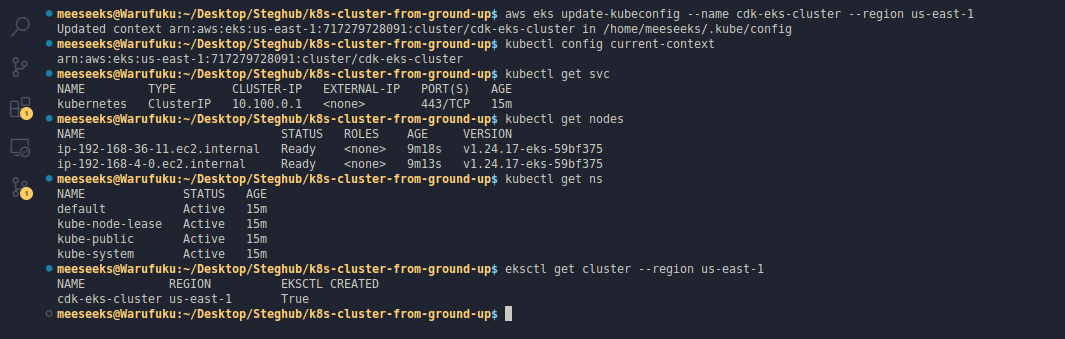 meeseeks@Warufuku:~/Desktop/Steghub/k8s-cluster-from-ground-up$ aws eks update-kubeconfig --name cdk-eks-cluster --region us-east-1
Updated context arn:aws:eks:us-east-1:717279728091:cluster/cdk-eks-cluster in /home/meeseeks/.kube/config
meeseeks@Warufuku:~/Desktop/Steghub/k8s-cluster-from-ground-up$ kubectl config current-context
arn:aws:eks:us-east-1:717279728091:cluster/cdk-eks-cluster
meeseeks@Warufuku:~/Desktop/Steghub/k8s-cluster-from-ground-up$ kubectl get svc
NAME         TYPE        CLUSTER-IP   EXTERNAL-IP   PORT(S)   AGE
kubernetes   ClusterIP   10.100.0.1   <none>        443/TCP   15m
meeseeks@Warufuku:~/Desktop/Steghub/k8s-cluster-from-ground-up$ kubectl get nodes
NAME                            STATUS   ROLES    AGE     VERSION
ip-192-168-36-11.ec2.internal   Ready    <none>   9m18s   v1.24.17-eks-59bf375
ip-192-168-4-0.ec2.internal     Ready    <none>   9m13s   v1.24.17-eks-59bf375
meeseeks@Warufuku:~/Desktop/Steghub/k8s-cluster-from-ground-up$ kubectl get ns
NAME              STATUS   AGE
default           Active   15m
kube-node-lease   Active   15m
kube-public       Active   15m
kube-system       Active   15m
meeseeks@Warufuku:~/Desktop/Steghub/k8s-cluster-from-ground-up$ eksctl get cluster --region us-east-1
NAME            REGION          EKSCTL CREATED
cdk-eks-cluster us-east-1       True
meeseeks@Warufuku:~/Desktop/Steghub/k8s-cluster-from-ground-up$
1
1